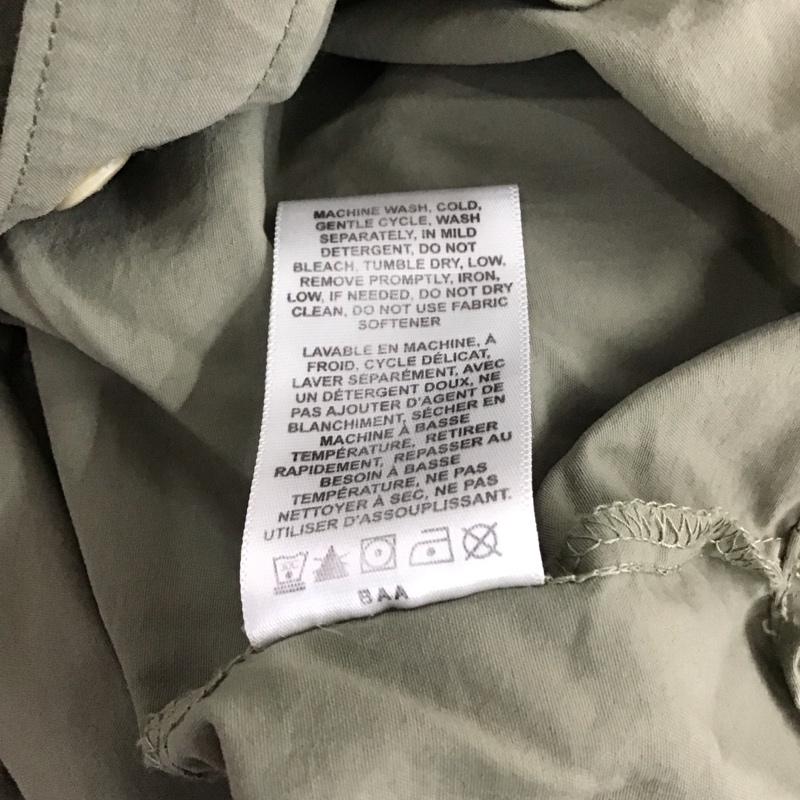 MACHINE WASH, COLD,
GENTLE CYCLE, WASH
SEPARATELY, IN MILD
DETERGENT, DO NOT
BLEACH, TUMBLE DRY, LOW,
REMOVE PROMPTLY, IRON,
LOW, IF NEEDED, DO NOT DRY
CLEAN, DO NOT USE FABRIC
SOFTENER
LAVABLE EN MACHINE, À
FROID, CYCLE DÉLICAT,
LAVER SÉPARÉMENT, AVEC
UN DÉTERGENT DOUX, NE
PAS AJOUTER D'AGENT DE
BLANCHIMENT, SÉCHER EN
MACHINE À BASSE
TEMPÉRATURE, RETIRER
RAPIDEMENT, REPASSER AU
BESOIN À BASSE
TEMPÉRATURE, NE PAS
NETTOYER À SEC, NE PAS
UTILISER D'ASSOUPLISSANT.
30C
BAA